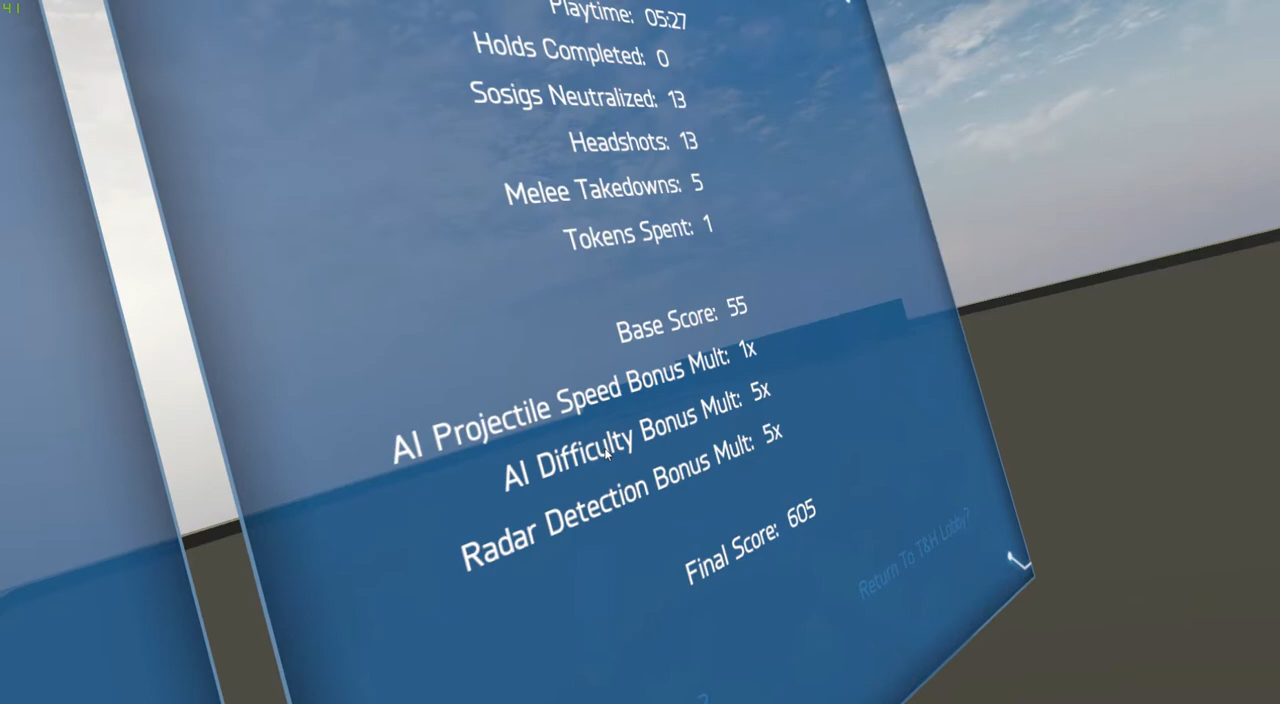 41
Playtime: 05:27
Holds Completed: 0
Sosigs Neutralized: 13
Headshots: 13
Melee Takedowns: 5
Tokens Spent: 1
Base Score: 55
AI Projectile Speed Bonus Mult: 1x
AI Difficulty Bonus Mult: 5x
Radar Detection Bonus Mult: 5x
Final Score: 605
Return To T&H Lobby?
?